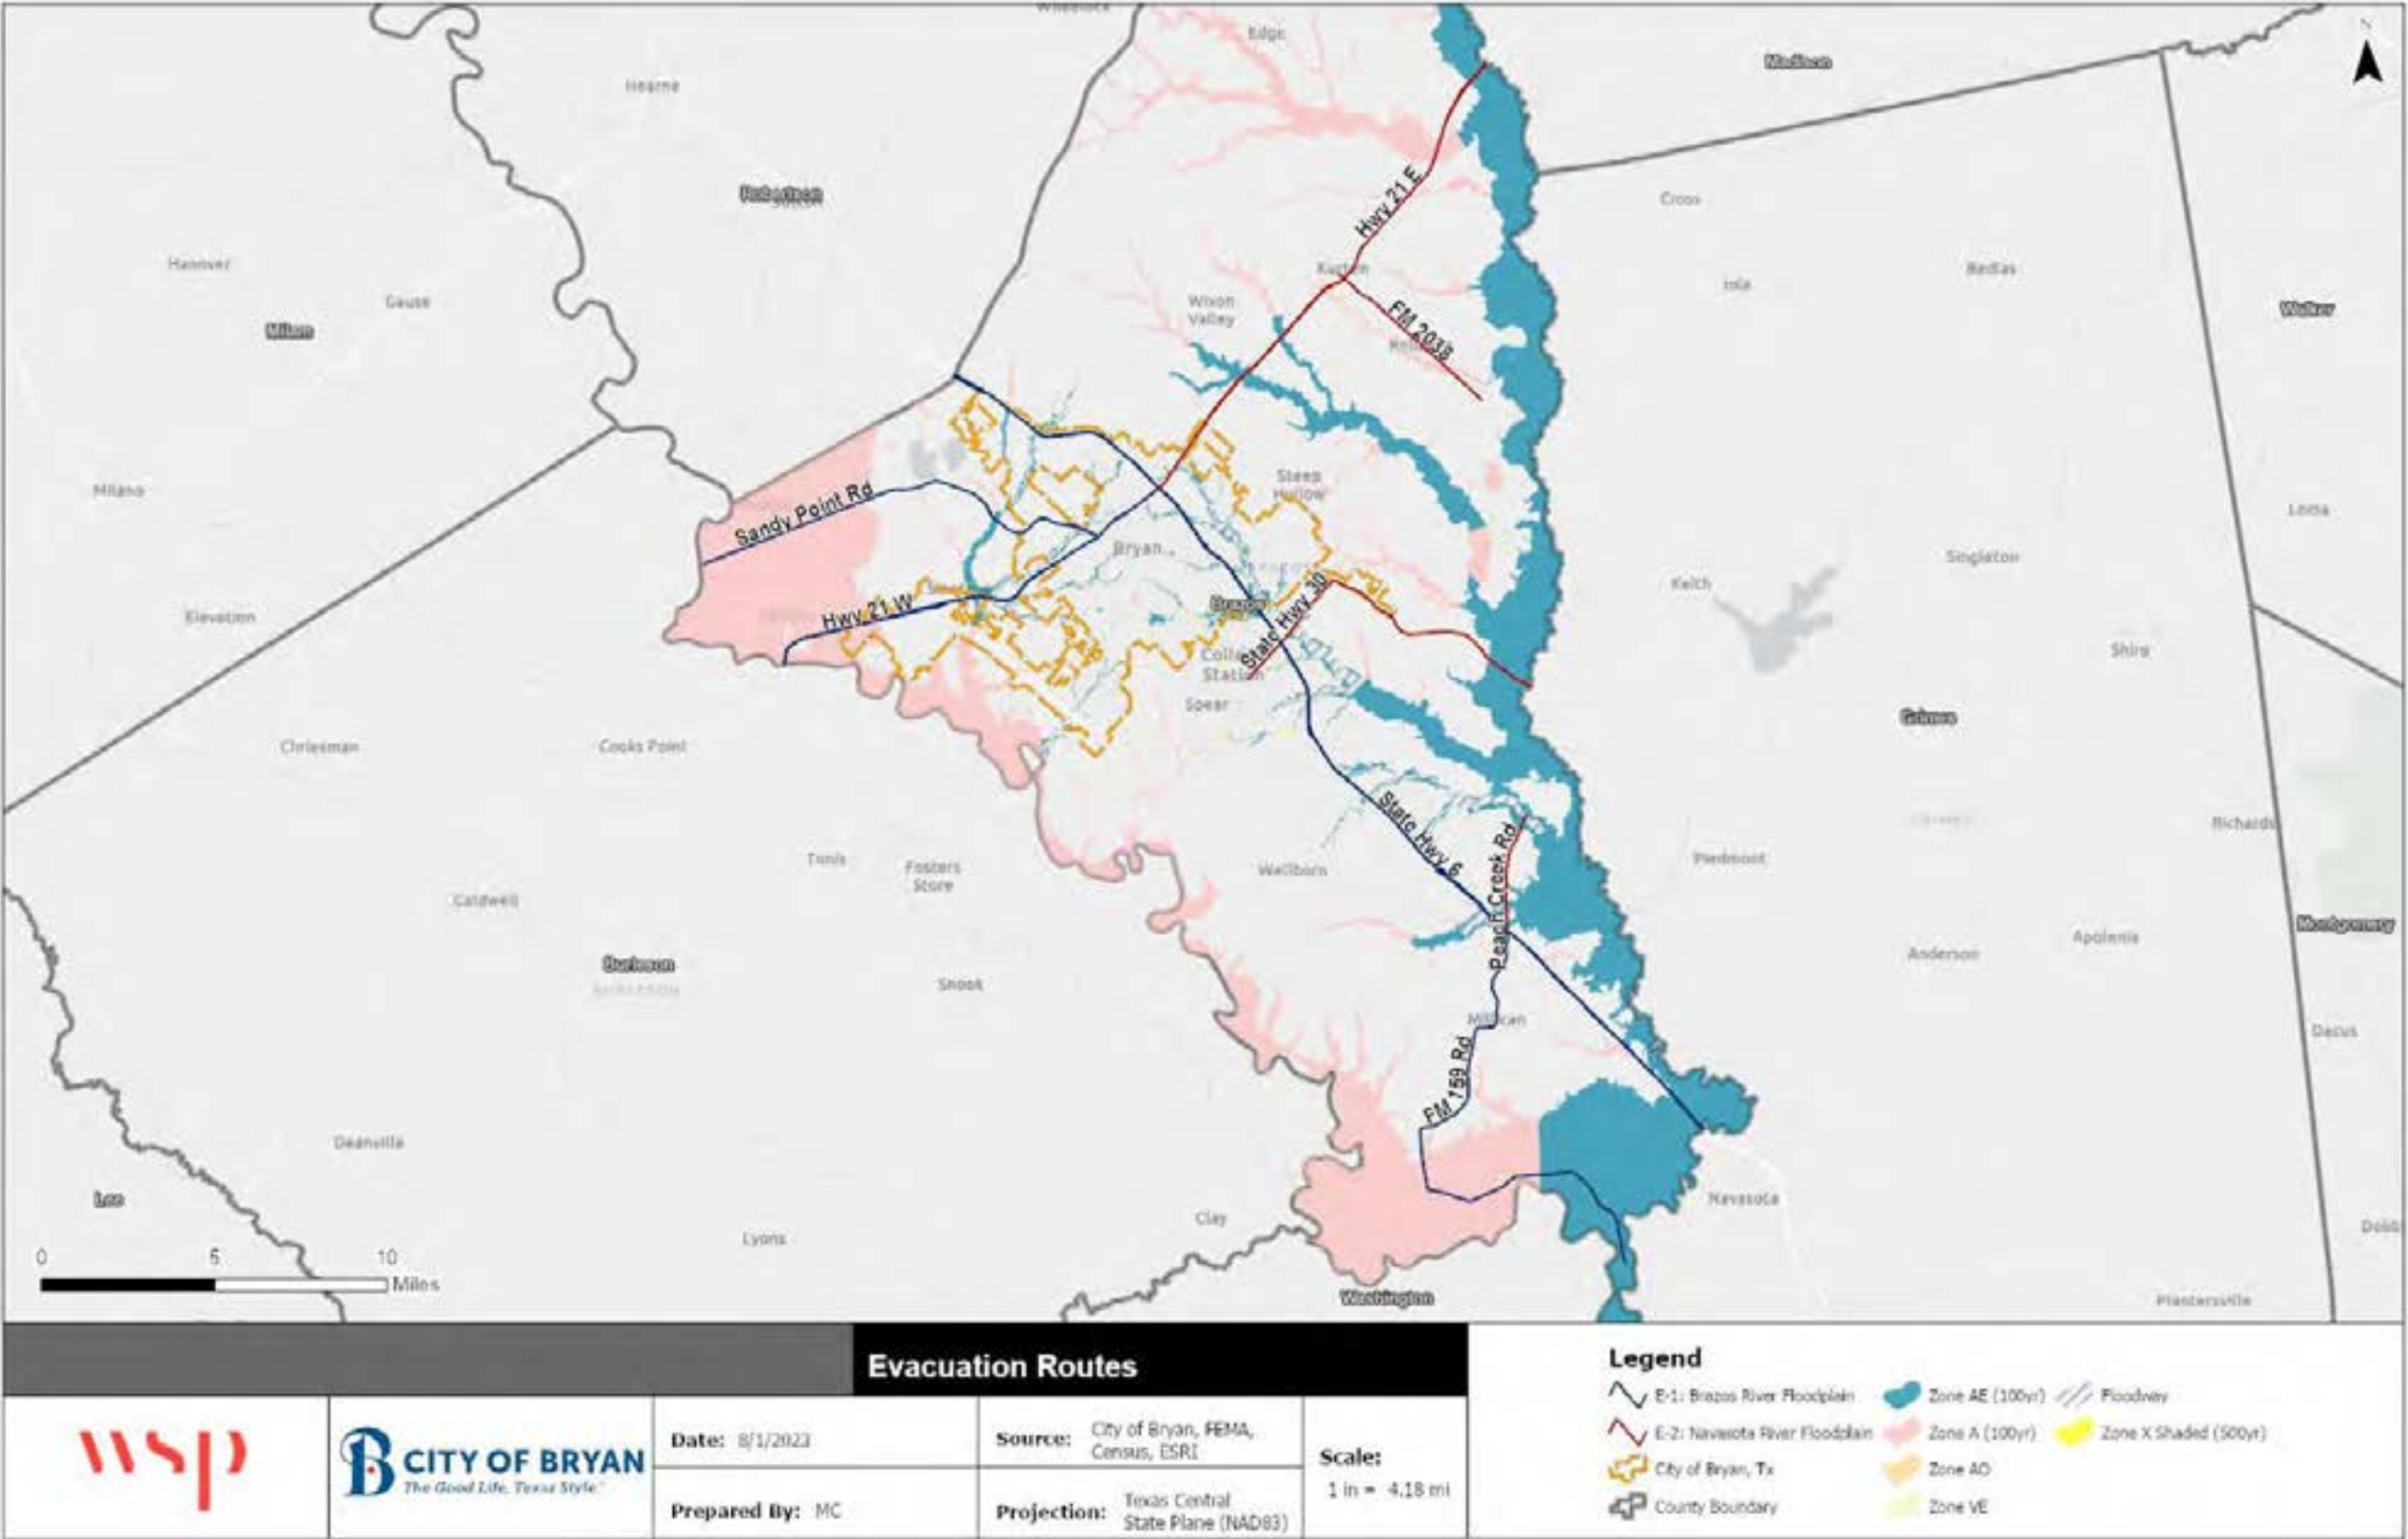 Wheelock
Edge
Madison
Hearne
Robertson
Cross
Hwy 21 E
Hanover
Gause
Milam
Kurten
Iola
Bedias
Walker
Wixon
Valley
FM 2038
Milano
Steep
Hollow
Sandy Point Rd
Bryan
Singleton
Keith
Elevation
Hwy 21 W
Brazos
State Hwy 30
College
Station
Spear
Shiro
Grimes
Chriesman
Cooks Point
State Hwy 6
Richards
Tunis
Fosters
Store
Wellborn
Peach Creek Rd
Piedmont
Caldwell
Montgomery
Burleson
Snook
Anderson
Apolonia
Millican
Dacus
FM 159 Rd
Deanville
Lee
Clay
Navasota
Lyons
0 5 10
Miles
Washington
Plantersville
Evacuation Routes
wsp
B CITY OF BRYAN
The Good Life, Texas Style.™
Date: 8/1/2023
Prepared By: MC
Source: City of Bryan, FEMA,
Census, ESRI
Projection: Texas Central
State Plane (NAD83)
Scale:
1 in = 4.18 mi
Legend
E-1: Brazos River Floodplain
E-2: Navasota River Floodplain
City of Bryan, Tx
County Boundary
Zone AE (100yr)
Zone A (100yr)
Zone AO
Zone VE
Floodway
Zone X Shaded (500yr)